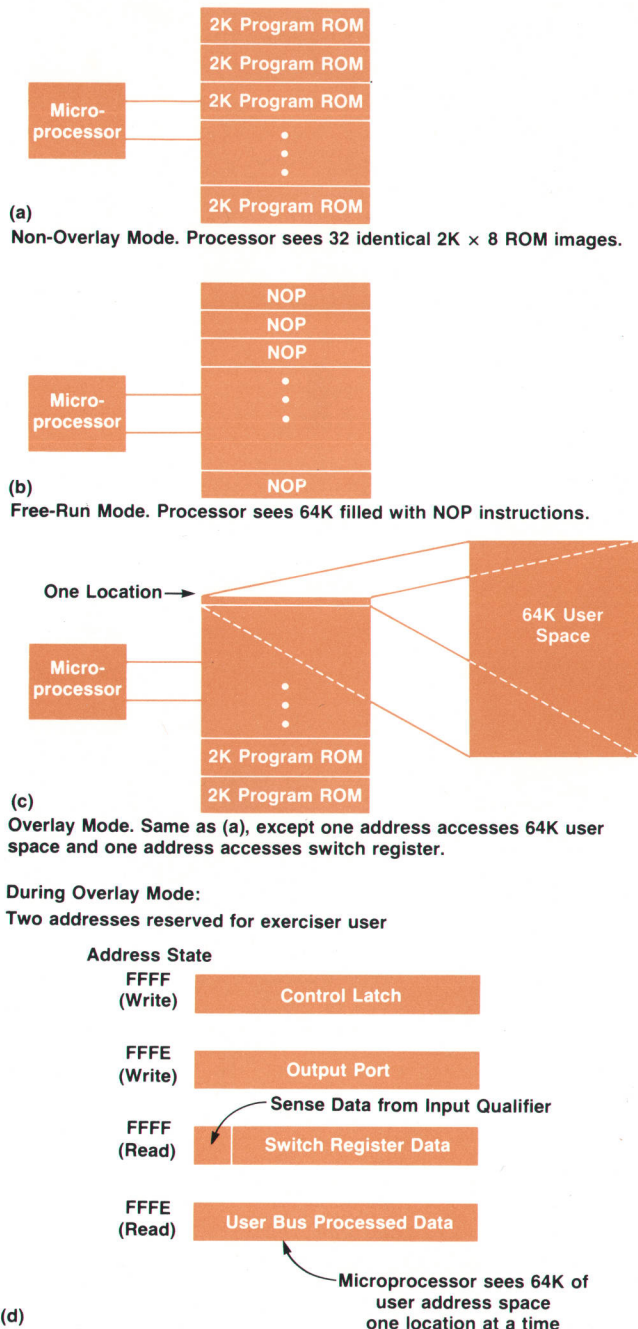 2K Program ROM
2K Program ROM
2K Program ROM
Micro-
processor
2K Program ROM
(a)
Non-Overlay Mode. Processor sees 32 identical 2K × 8 ROM images.
NOP
NOP
NOP
Micro-
processor
NOP
(b)
Free-Run Mode. Processor sees 64K filled with NOP instructions.
One Location
64K User
Space
Micro-
processor
2K Program ROM
2K Program ROM
(c)
Overlay Mode. Same as (a), except one address accesses 64K user
space and one address accesses switch register.
During Overlay Mode:
Two addresses reserved for exerciser user
Address State
FFFF
(Write)
Control Latch
FFFE
(Write)
Output Port
Sense Data from Input Qualifier
FFFF
(Read)
Switch Register Data
FFFE
(Read)
User Bus Processed Data
Microprocessor sees 64K of
user address space
one location at a time
(d)